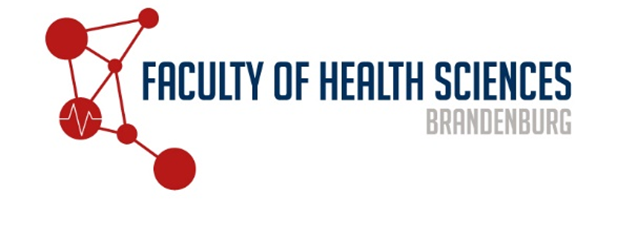 FACULTY OF HEALTH SCIENCES
BRANDENBURG